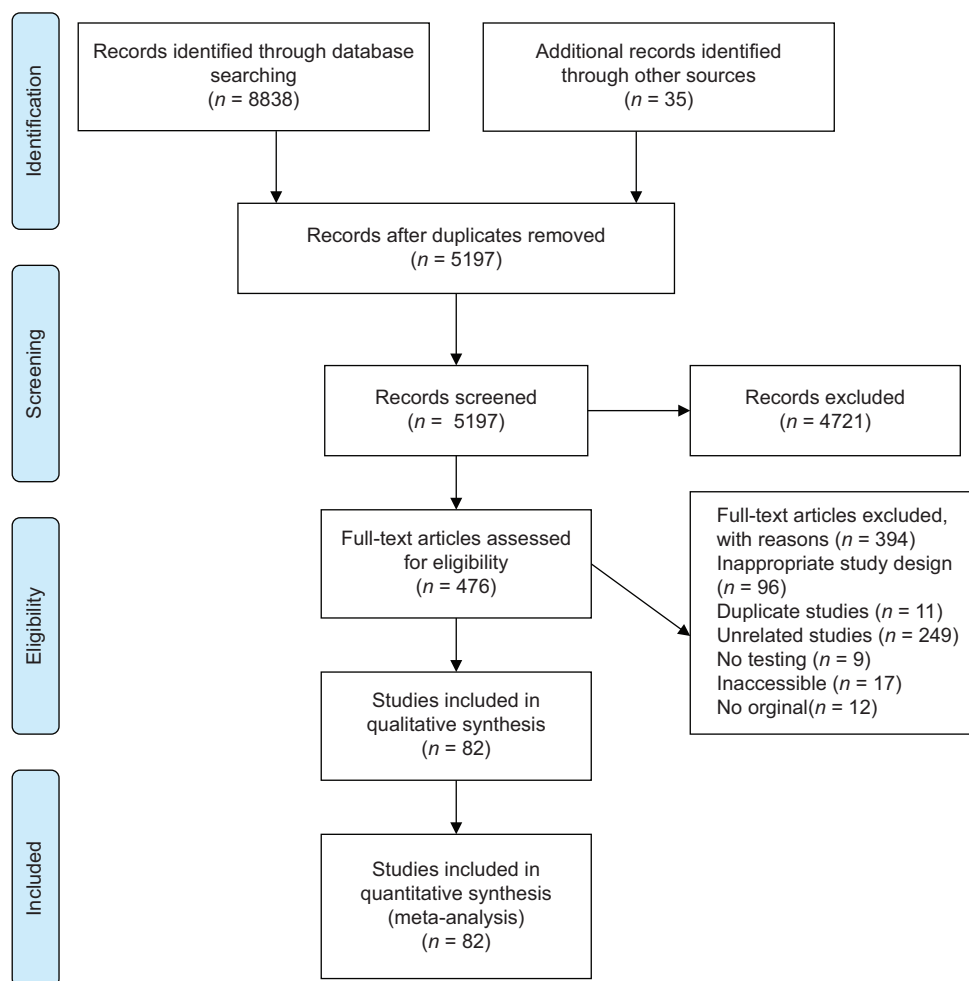 Identification
Records identified through database
searching
(n = 8838)
Additional records identified
through other sources
(n = 35)
Records after duplicates removed
(n = 5197)
Screening
Records screened
(n = 5197)
Records excluded
(n = 4721)
Eligibility
Full-text articles assessed
for eligibility
(n = 476)
Full-text articles excluded,
with reasons (n = 394)
Inappropriate study design
(n = 96)
Duplicate studies (n = 11)
Unrelated studies (n = 249)
No testing (n = 9)
Inaccessible (n = 17)
No orginal(n = 12)
Studies included in
qualitative synthesis
(n = 82)
Included
Studies included in
quantitative synthesis
(meta-analysis)
(n = 82)